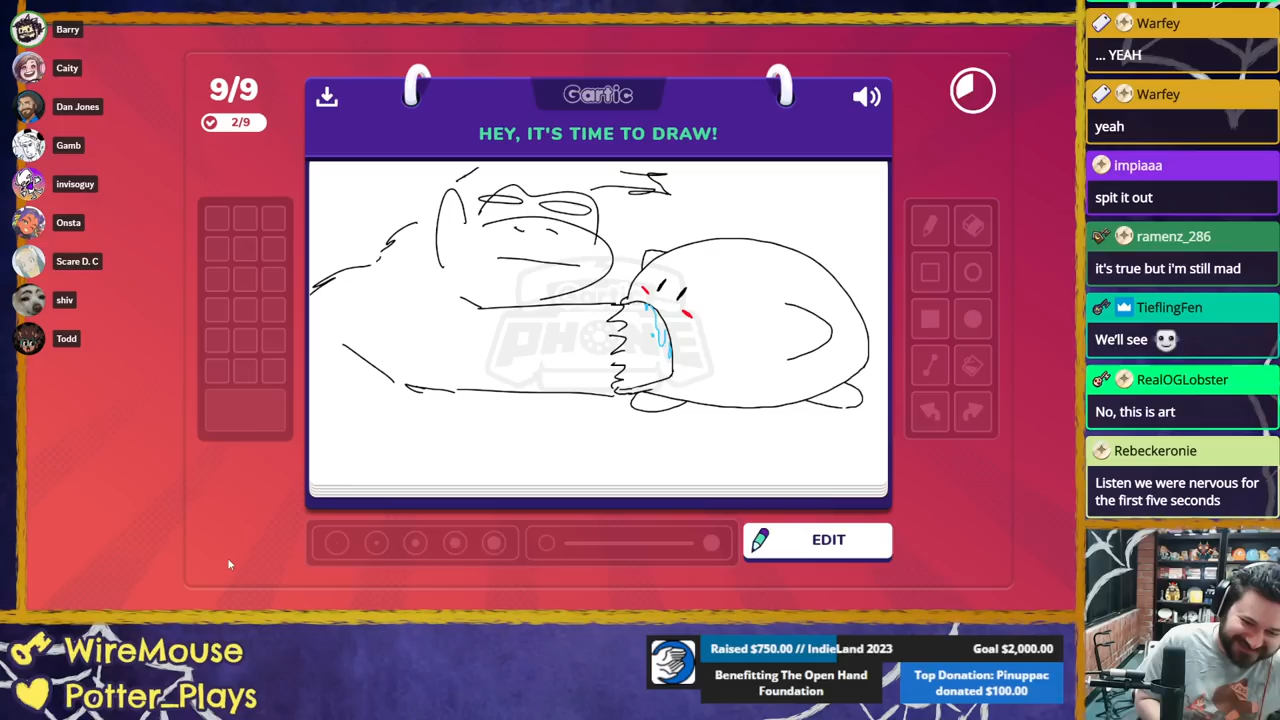 Barry
Caity
Dan Jones
Gamb
invisoguy
Onsta
Scare D. C
shiv
Todd
9/9
2/9
Gartic
HEY, IT'S TIME TO DRAW!
Gartic
PHONE
EDIT
Warfey
... YEAH
Warfey
yeah
impiaaa
spit it out
ramenz_286
it's true but i'm still mad
TieflingFen
We'll see
RealOGLobster
No, this is art
Rebeckeronie
Listen we were nervous for
the first five seconds
WireMouse
Potter_Plays
Raised $750.00 // IndieLand 2023
Goal $2,000.00
Benefitting The Open Hand
Foundation
Top Donation: Pinuppac
donated $100.00